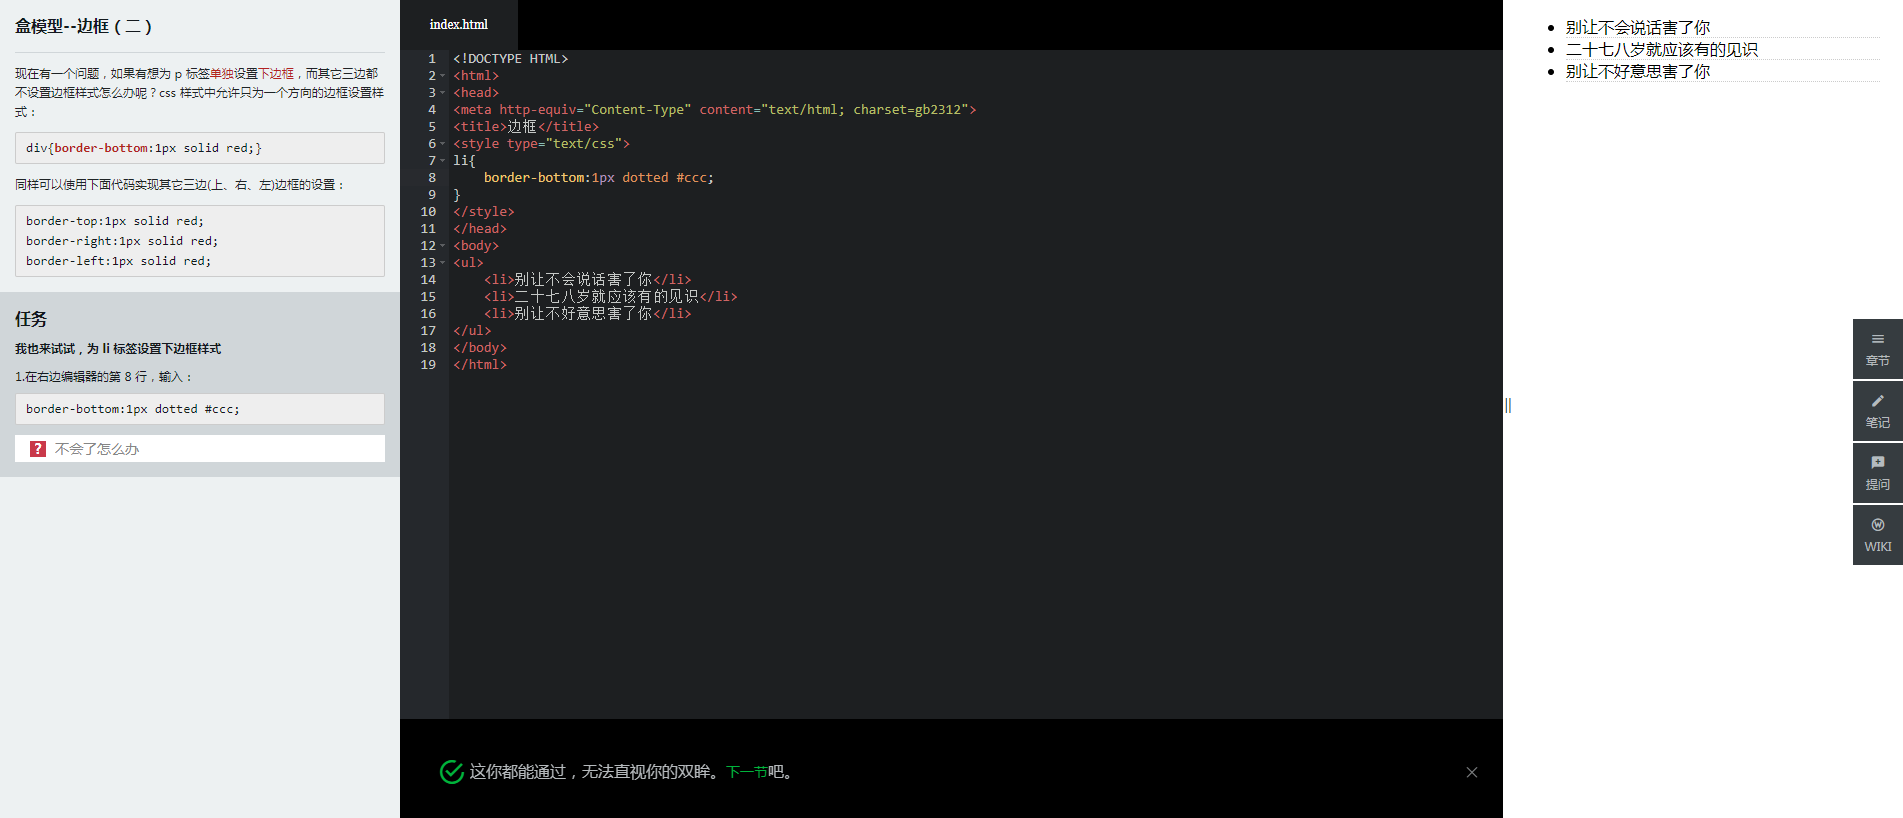 盒模型--边框（二）
现在有一个问题，如果有想为 p 标签单独设置下边框，而其它三边都
不设置边框样式怎么办呢？css 样式中允许只为一个方向的边框设置样
式：
div{border-bottom:1px solid red;}
同样可以使用下面代码实现其它三边(上、右、左)边框的设置：
border-top:1px solid red;
border-right:1px solid red;
border-left:1px solid red;
任务
我也来试试，为 li 标签设置下边框样式
1.在右边编辑器的第 8 行，输入：
border-bottom:1px dotted #ccc;
? 不会了怎么办
index.html
1 <!DOCTYPE HTML>
2 <html>
3 <head>
4 <meta http-equiv="Content-Type" content="text/html; charset=gb2312">
5 <title>边框</title>
6 <style type="text/css">
7 li{
8     border-bottom:1px dotted #ccc;
9 }
10 </style>
11 </head>
12 <body>
13 <ul>
14     <li>别让不会说话害了你</li>
15     <li>二十七八岁就应该有的见识</li>
16     <li>别让不好意思害了你</li>
17 </ul>
18 </body>
19 </html>
这你都能通过，无法直视你的双眸。下一节吧。
别让不会说话害了你
二十七八岁就应该有的见识
别让不好意思害了你
章节
笔记
提问
WIKI